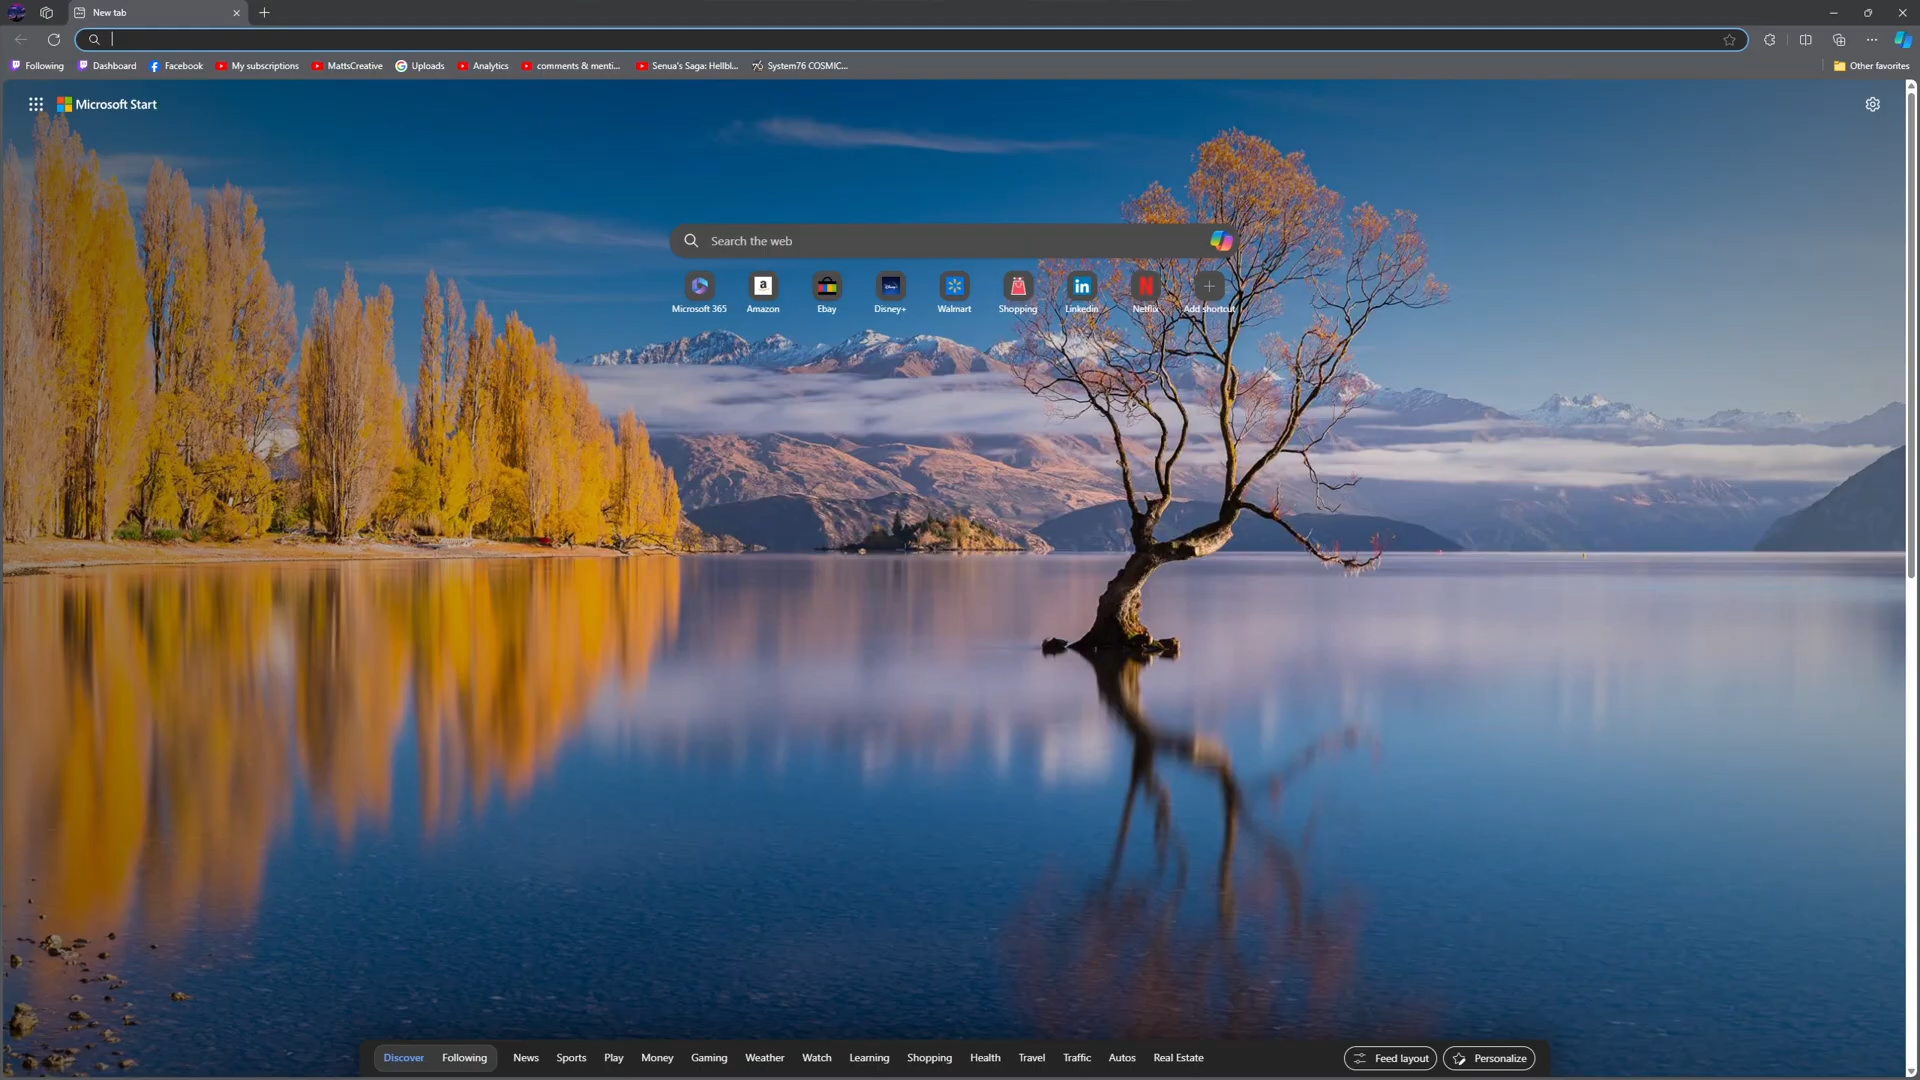 New tab
Following Dashboard Facebook My subscriptions MattsCreative Uploads Analytics comments & menti... Senua's Saga: Hellbl... System76 COSMIC... Other favorites
Microsoft Start
Search the web
Microsoft 365 Amazon Ebay Disney+ Walmart Shopping Linkedin Netflix Add shortcut
Discover Following News Sports Play Money Gaming Weather Watch Learning Shopping Health Travel Traffic Autos Real Estate Feed layout Personalize